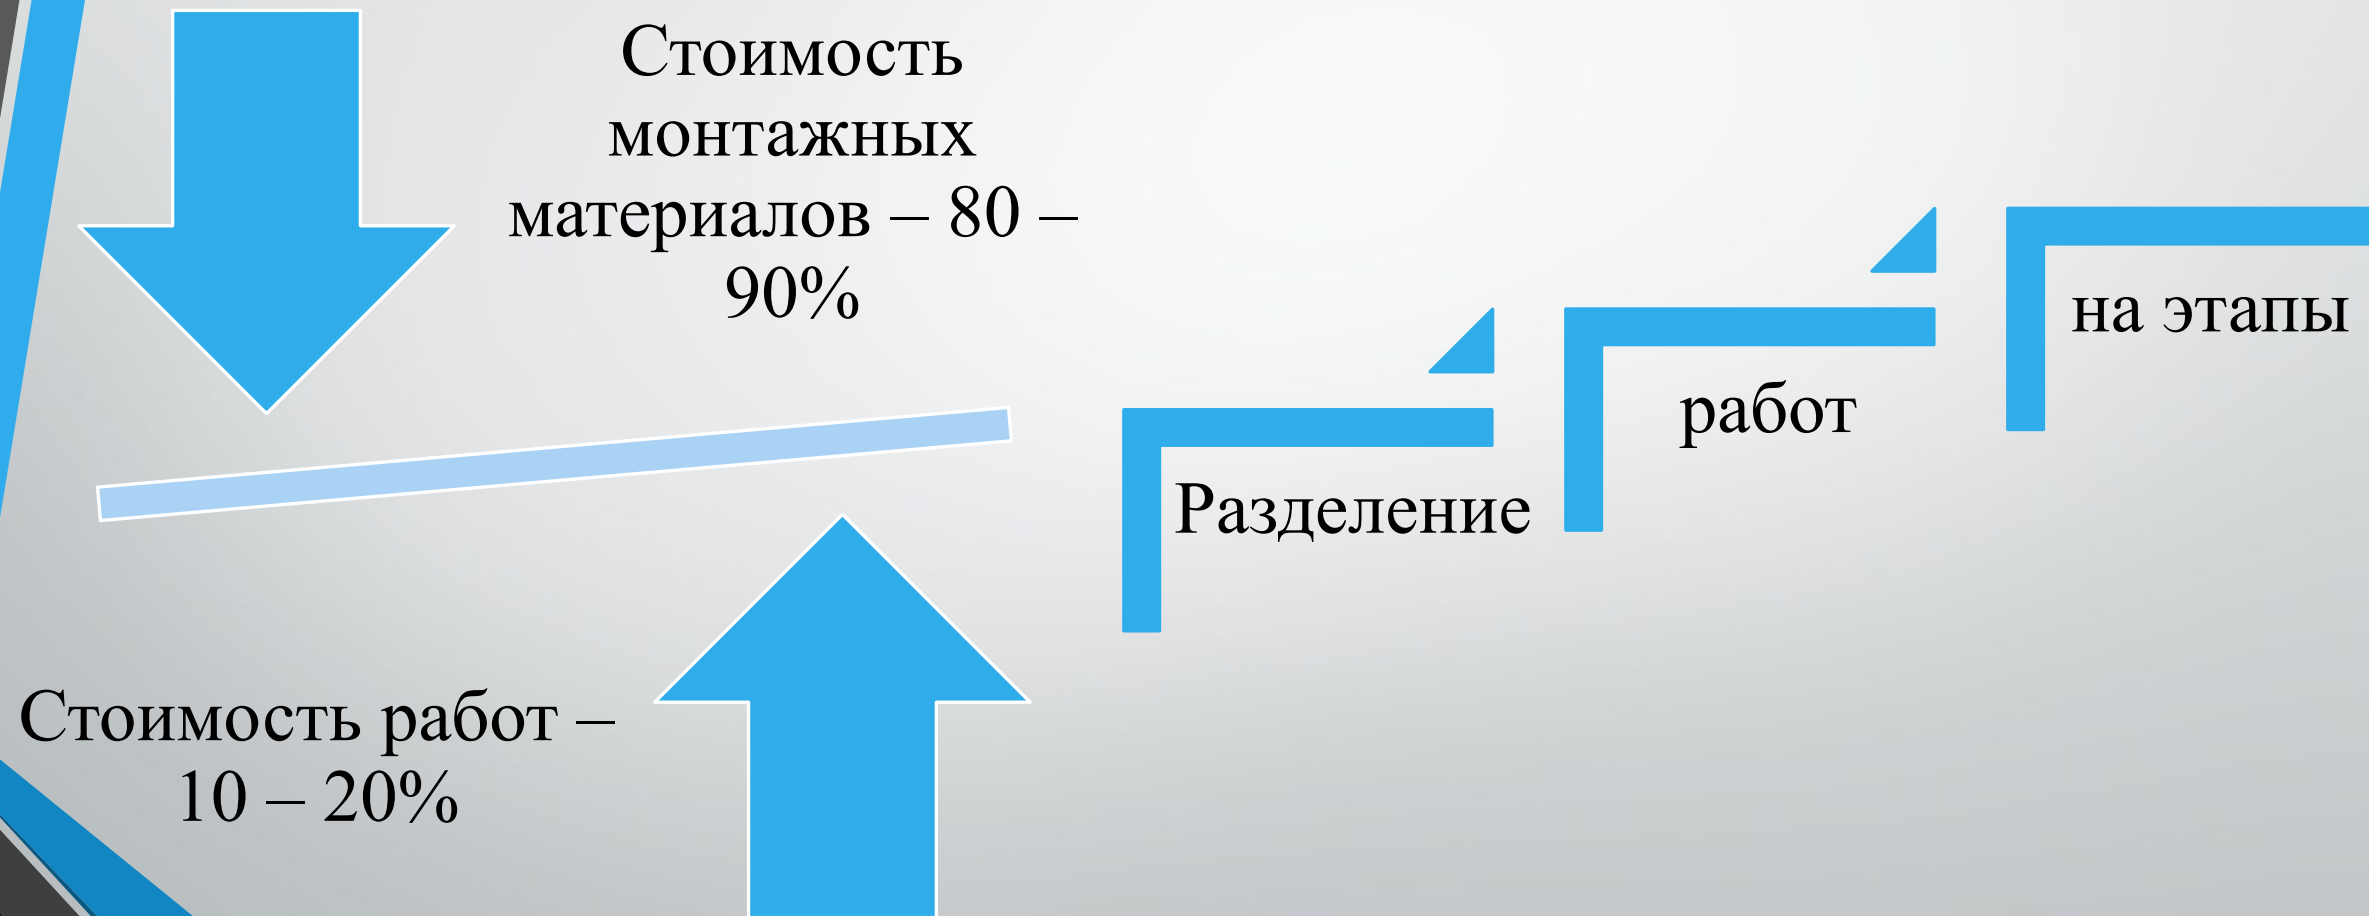 Стоимость
монтажных
материалов – 80 –
90%
Стоимость работ –
10 – 20%
Разделение
работ
на этапы